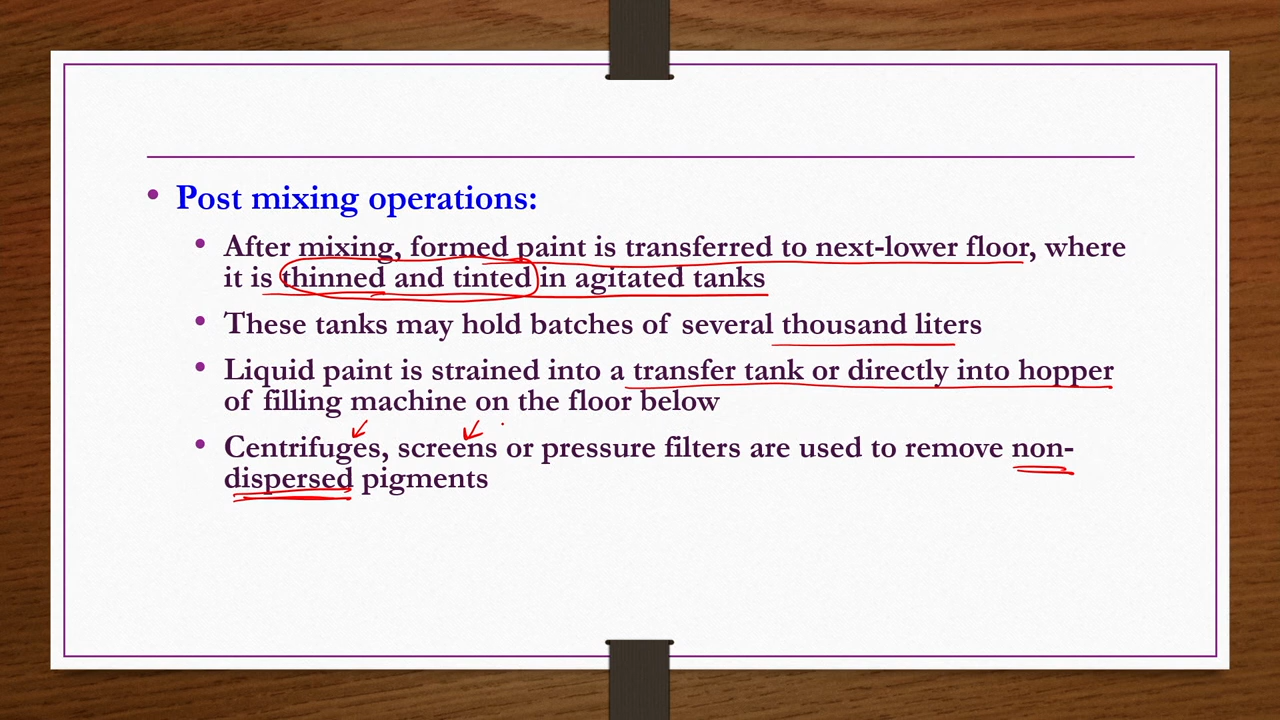 • Post mixing operations:
• After mixing, formed paint is transferred to next-lower floor, where
it is thinned and tinted in agitated tanks
• These tanks may hold batches of several thousand liters
• Liquid paint is strained into a transfer tank or directly into hopper
of filling machine on the floor below
• Centrifuges, screens or pressure filters are used to remove non-
dispersed pigments